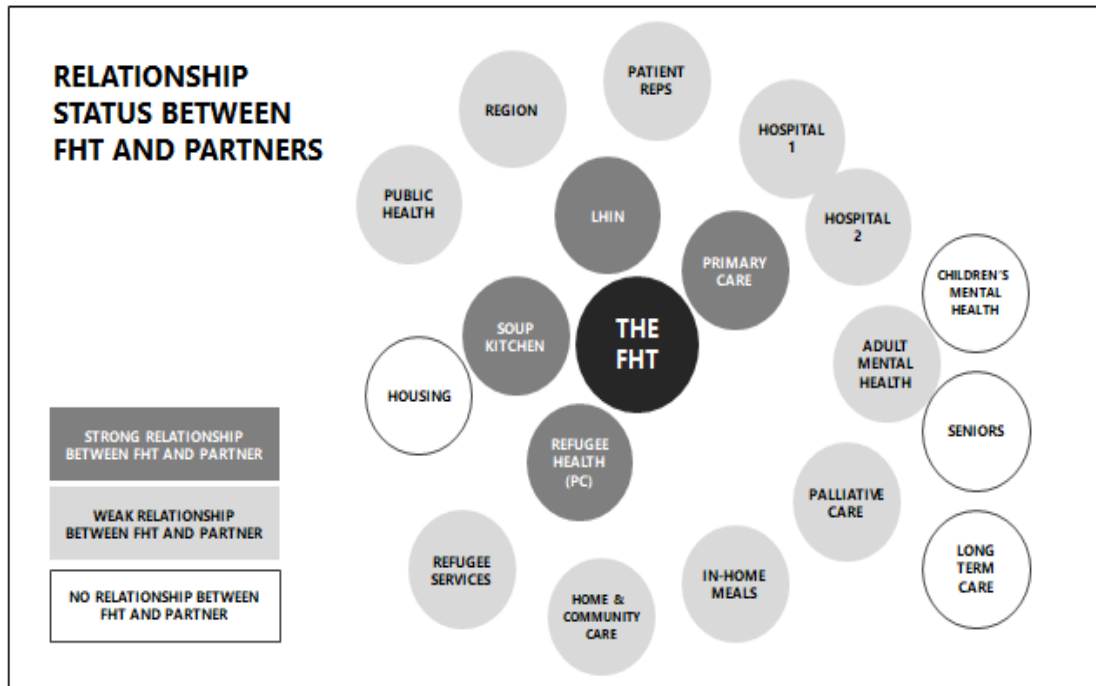 RELATIONSHIP
STATUS BETWEEN
FHT AND PARTNERS
PATIENT
REPS
REGION
HOSPITAL
1
PUBLIC
HEALTH
LHIN
HOSPITAL
2
PRIMARY
CARE
CHILDREN'S
MENTAL
HEALTH
SOUP
KITCHEN
THE
FHT
ADULT
MENTAL
HEALTH
HOUSING
SENIORS
REFUGEE
HEALTH
(PC)
PALLIATIVE
CARE
REFUGEE
SERVICES
HOME &
COMMUNITY
CARE
IN-HOME
MEALS
LONG
TERM
CARE
STRONG RELATIONSHIP
BETWEEN FHT AND PARTNER
WEAK RELATIONSHIP
BETWEEN FHT AND PARTNER
NO RELATIONSHIP BETWEEN
FHT AND PARTNER